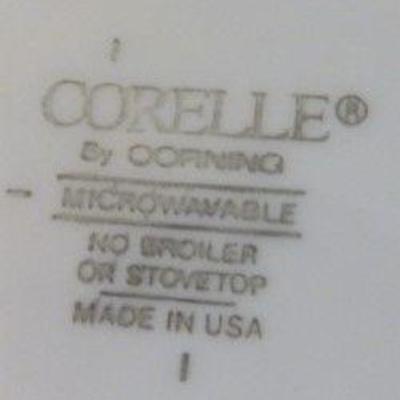 CORELLE®
By CORNING
MICROWAVABLE
NO BROILER
OR STOVETOP
MADE IN USA